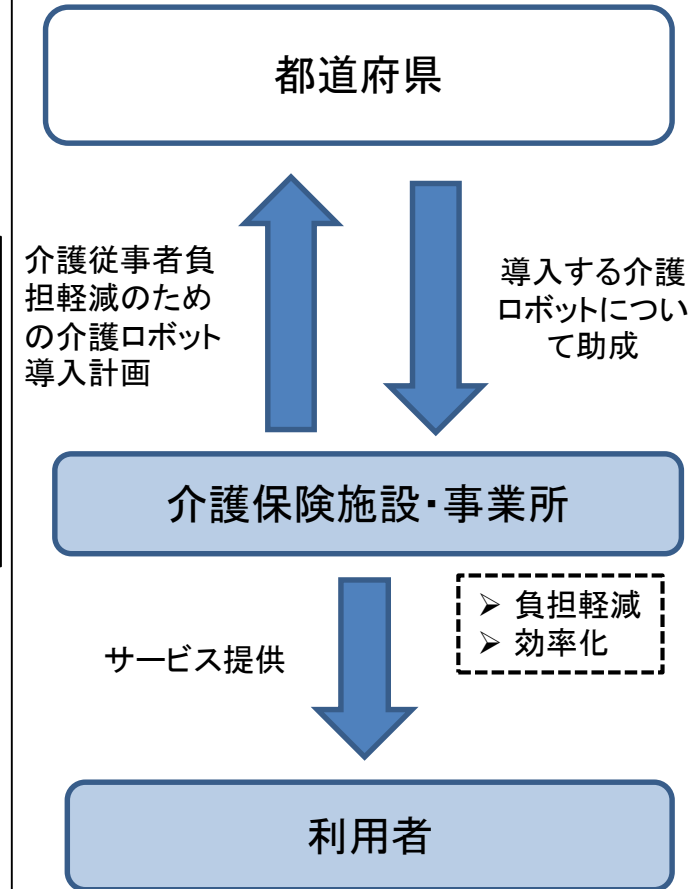 都道府県
介護従事者負
担軽減のため
の介護ロボット
導入計画
導入する介護
ロボットについ
て助成
介護保険施設・事業所
➢ 負担軽減
➢ 効率化
サービス提供
利用者